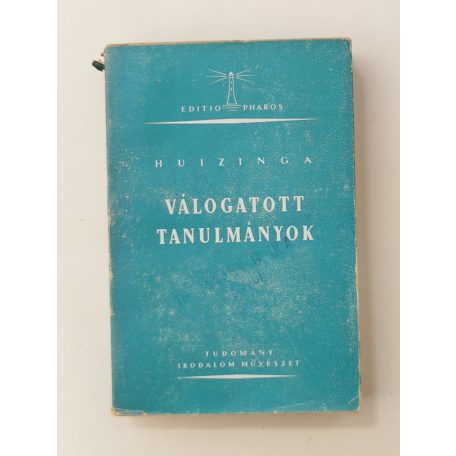 EDITIO PHAROS
HUIZINGA
VÁLOGATOTT
TANULMÁNYOK
TUDOMÁNY
IRODALOM MŰVÉSZET